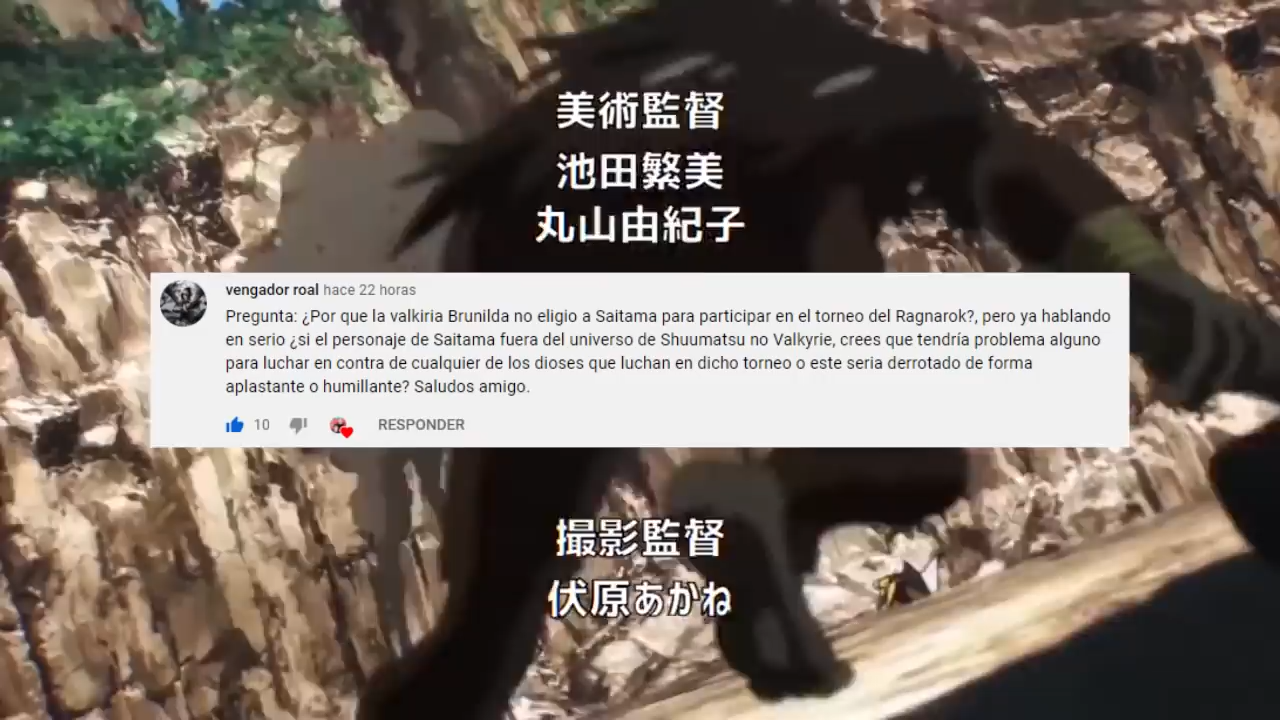 美術監督
池田繁美
丸山由紀子
vengador roal hace 22 horas
Pregunta: ¿Por que la valkiria Brunilda no eligio a Saitama para participar en el torneo del Ragnarok?, pero ya hablando
en serio ¿si el personaje de Saitama fuera del universo de Shuumatsu no Valkyrie, crees que tendría problema alguno
para luchar en contra de cualquier de los dioses que luchan en dicho torneo o este seria derrotado de forma
aplastante o humillante? Saludos amigo.
10 RESPONDER
撮影監督
伏原あかね